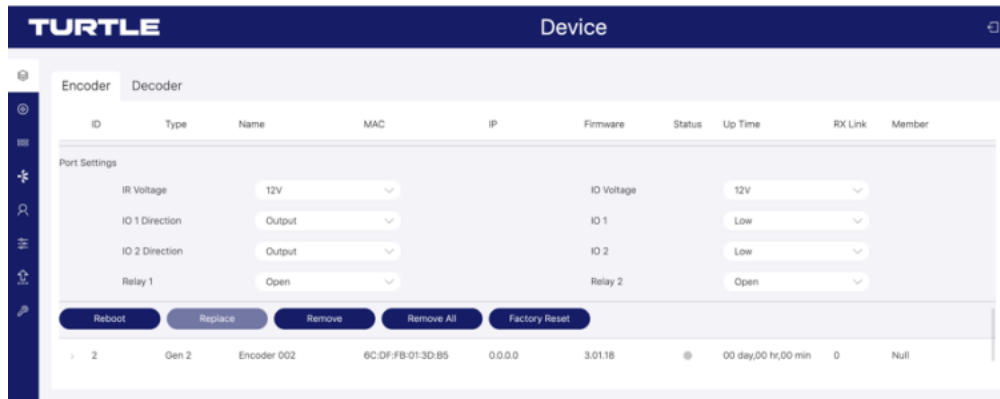 TURTLE Device
Encoder Decoder
ID Type Name MAC IP Firmware Status Up Time RX Link Member
Port Settings
IR Voltage 12V IO Voltage 12V
IO 1 Direction Output IO 1 Low
IO 2 Direction Output IO 2 Low
Relay 1 Open Relay 2 Open
Reboot Replace Remove Remove All Factory Reset
2 Gen 2 Encoder 002 6C:DF:FB:01:3D:B5 0.0.0.0 3.01.18 00 day,00 hr,00 min 0 Null